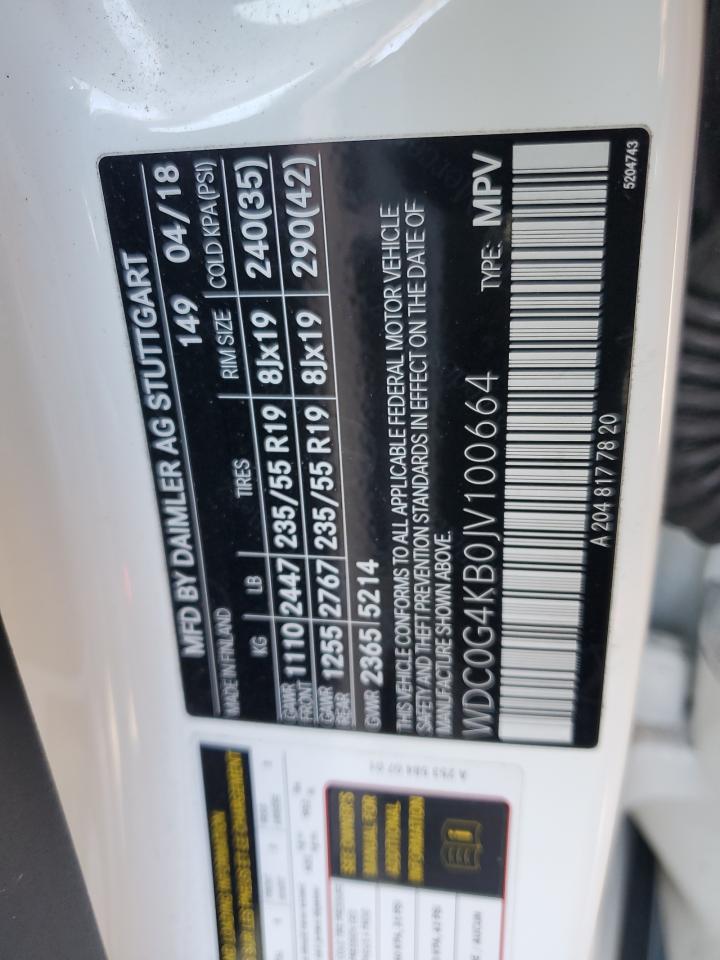 MFD BY DAIMLER AG STUTTGART
MADE IN FINLAND 149 04/18
KG LB TIRES RIM SIZE COLD KPA(PSI)
GAWR FRONT 1110 2447 235/55 R19 8Jx19 240(35)
GAWR REAR 1255 2767 235/55 R19 8Jx19 290(42)
GVWR 2365 5214
THIS VEHICLE CONFORMS TO ALL APPLICABLE FEDERAL MOTOR VEHICLE
SAFETY AND THEFT PREVENTION STANDARDS IN EFFECT ON THE DATE OF
MANUFACTURE SHOWN ABOVE.
WDC0G4KB0JV100664 TYPE: MPV
A 204 817 78 20 5204743
SEE OWNER'S
MANUAL FOR
ADDITIONAL
INFORMATION